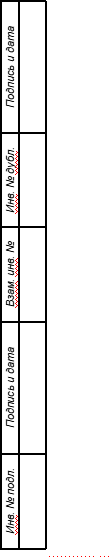 Подпись и дата
Инв. № дубл.
Взам. инв. №
Подпись и дата
Инв. № подл.